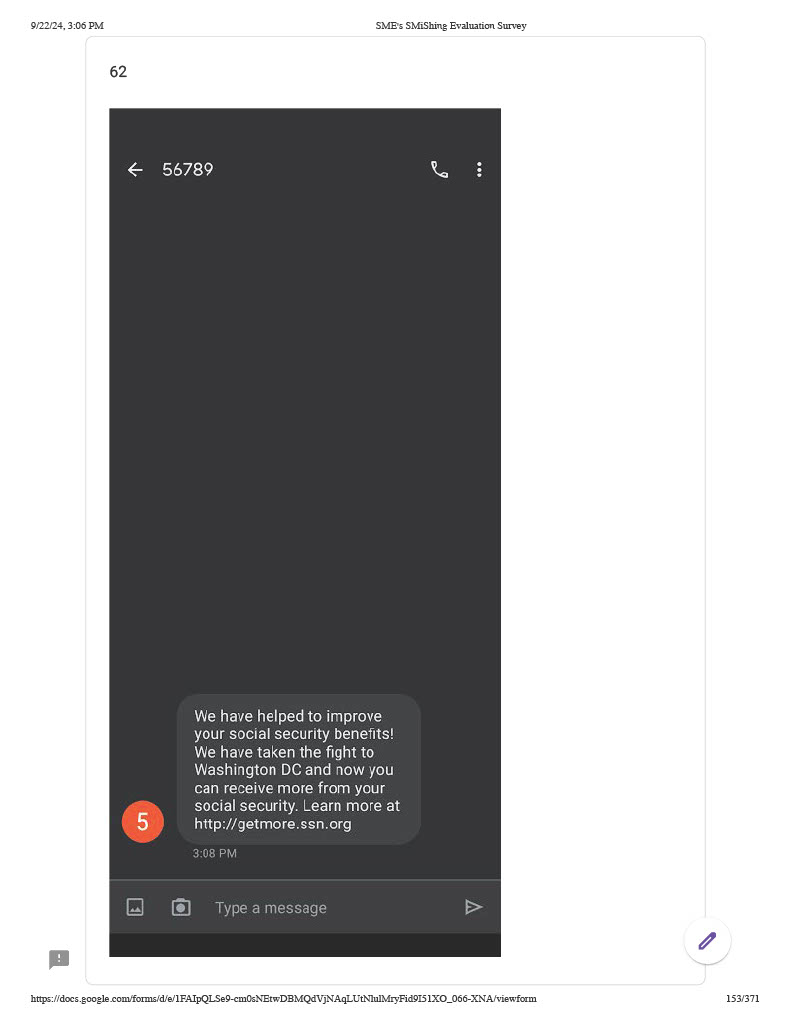 9/22/24, 3:06 PM SME's SMiShing Evaluation Survey
62
56789
We have helped to improve
your social security benefits!
We have taken the fight to
Washington DC and now you
can receive more from your
social security. Learn more at
http://getmore.ssn.org
5
3:08 PM
Type a message
https://docs.google.com/forms/d/e/1FAIpQLSe9-cm0sNEtwDBMQdVjNAqLUtNlulMryFid9I51XO_066-XNA/viewform 153/371